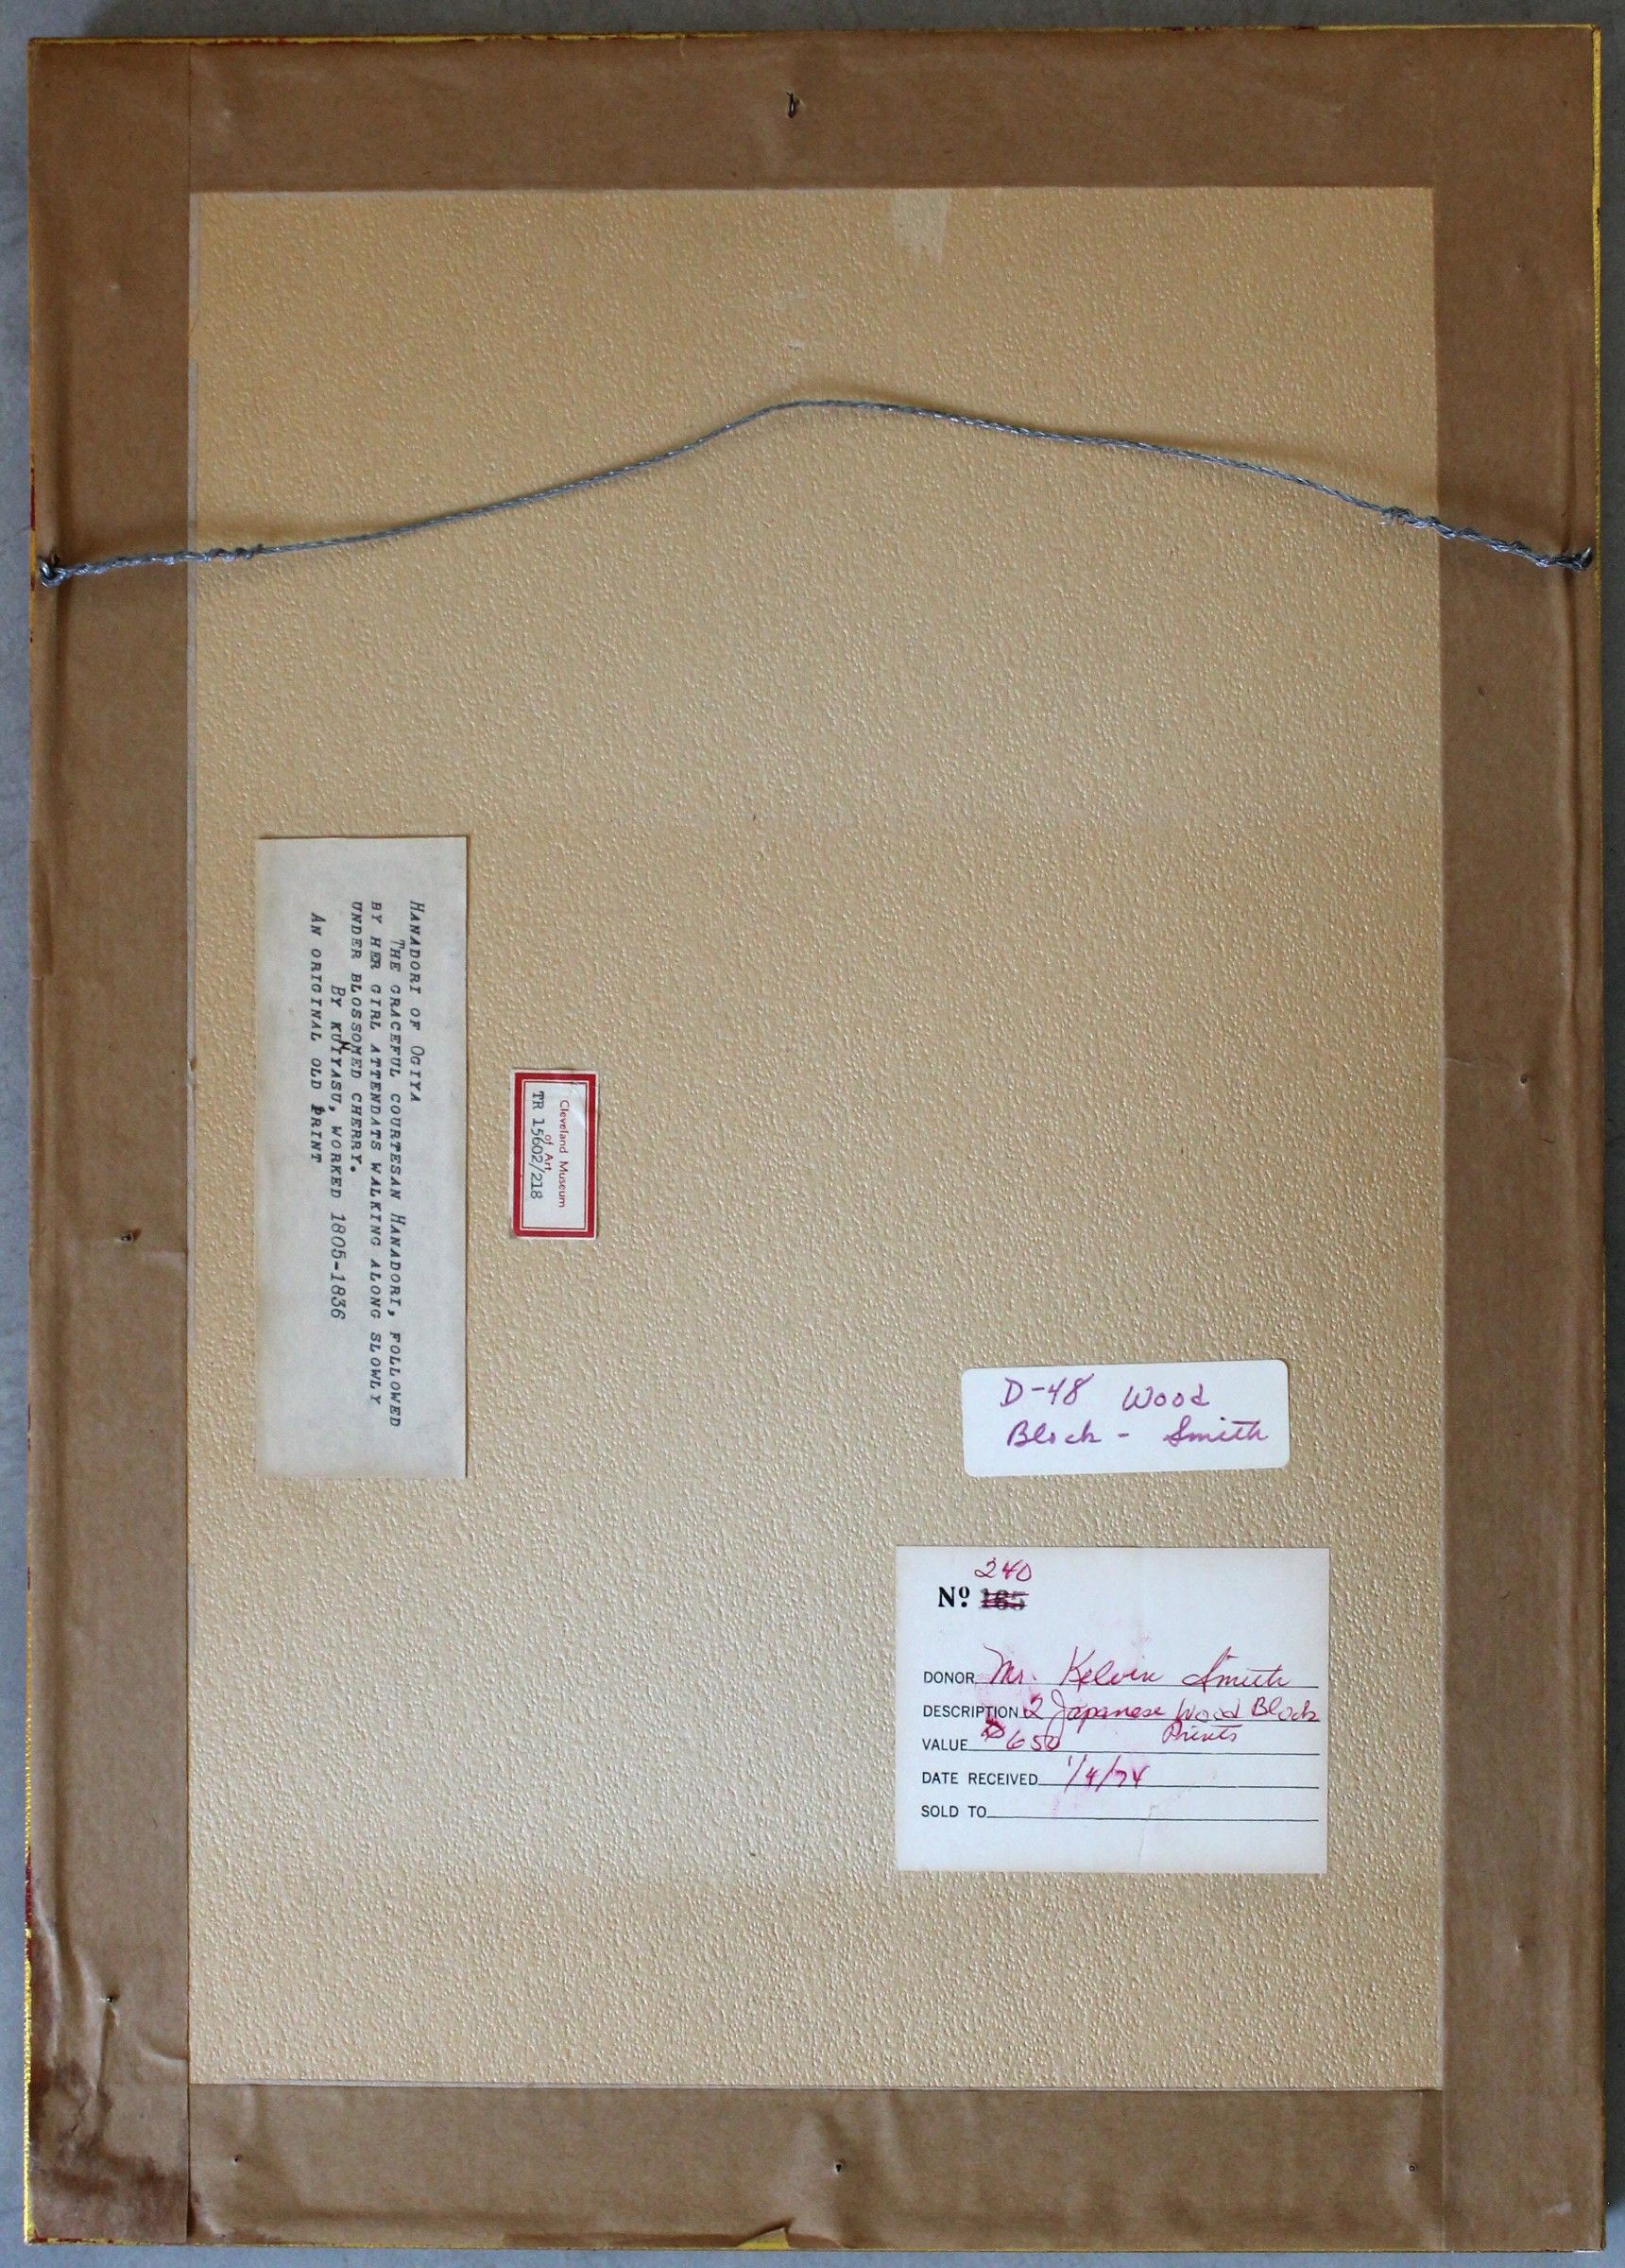 HANADORI OF OGIYA
THE GRACEFUL COURTESAN HANADORI, FOLLOWED
BY HER GIRL ATTENDATS WALKING ALONG SLOWLY
UNDER BLOSSOMED CHERRY.
BY KUNIYASU, WORKED 1805-1836
AN ORIGINAL OLD PRINT
Cleveland Museum
of Art
TR 15602/218
D-48 Wood
Block - Smith
240
No. 165
DONOR Mr. Kelvin Smith
DESCRIPTION 2 Japanese Wood Block
Prints
VALUE $650
DATE RECEIVED 1/4/74
SOLD TO